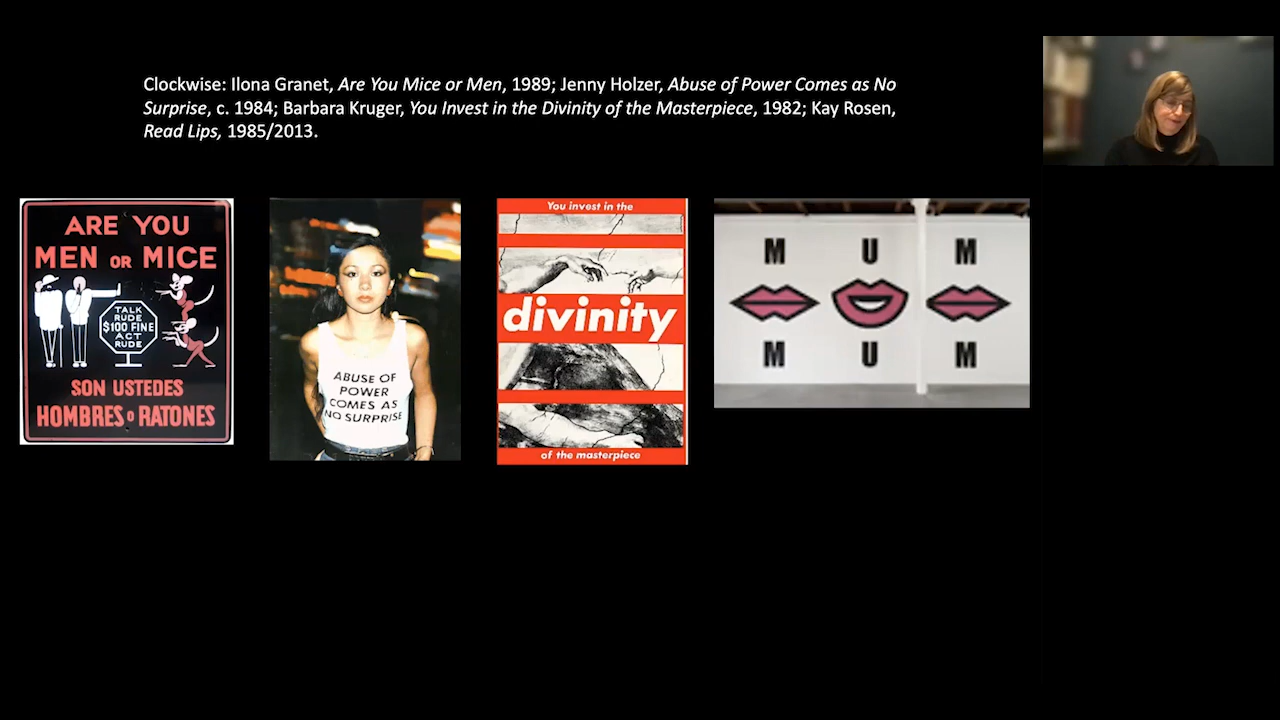 Clockwise: Ilona Granet, Are You Mice or Men, 1989; Jenny Holzer, Abuse of Power Comes as No
Surprise, c. 1984; Barbara Kruger, You Invest in the Divinity of the Masterpiece, 1982; Kay Rosen,
Read Lips, 1985/2013.
ARE YOU
MEN OR MICE
TALK
RUDE
$100 FINE
ACT
RUDE
SON USTEDES
HOMBRES O RATONES
ABUSE OF
POWER
COMES AS
NO SURPRISE
You invest in the
divinity
of the masterpiece
M U M
M U M